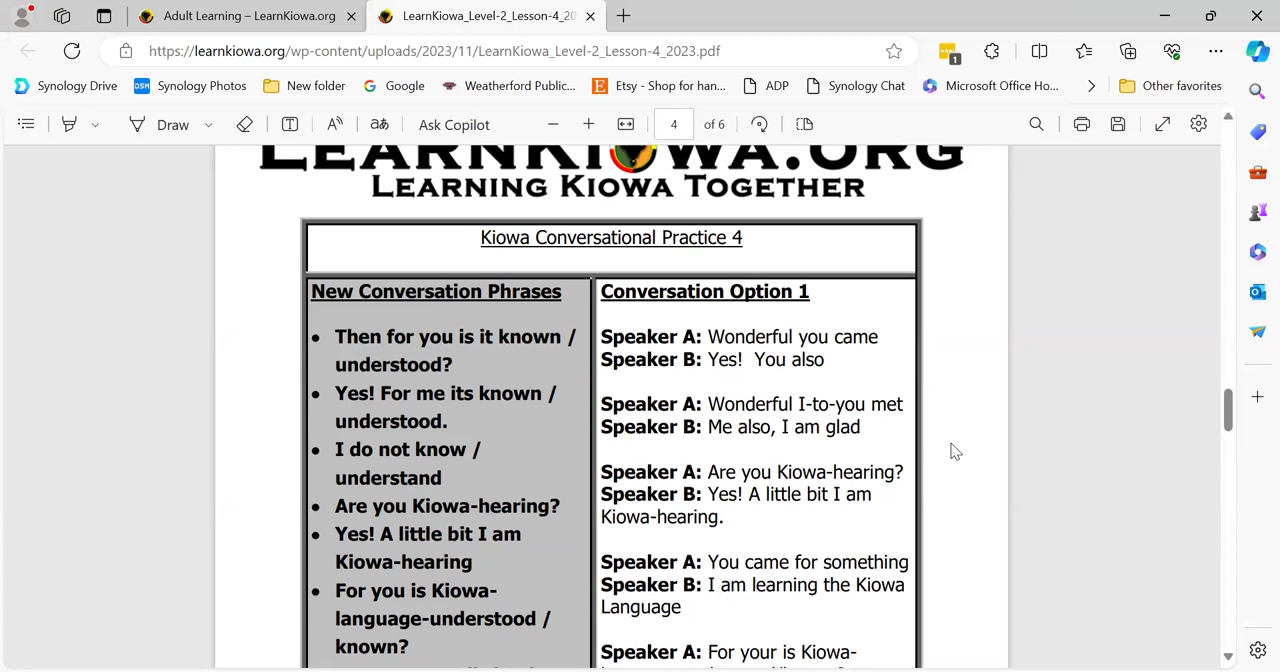 Adult Learning – LearnKiowa.org
LearnKiowa_Level-2_Lesson-4_20
https://learnkiowa.org/wp-content/uploads/2023/11/LearnKiowa_Level-2_Lesson-4_2023.pdf
1
Synology Drive
DSM
Synology Photos
New folder
Google
Weatherford Public...
Etsy - Shop for han...
ADP
Synology Chat
Microsoft Office Ho...
Other favorites
Draw
Ask Copilot
4 of 6
LEARNKIOWA.ORG
LEARNING KIOWA TOGETHER
Kiowa Conversational Practice 4
New Conversation Phrases
• Then for you is it known /
understood?
• Yes! For me its known /
understood.
• I do not know /
understand
• Are you Kiowa-hearing?
• Yes! A little bit I am
Kiowa-hearing
• For you is Kiowa-
language-understood /
known?
Conversation Option 1
Speaker A: Wonderful you came
Speaker B: Yes! You also
Speaker A: Wonderful I-to-you met
Speaker B: Me also, I am glad
Speaker A: Are you Kiowa-hearing?
Speaker B: Yes! A little bit I am
Kiowa-hearing.
Speaker A: You came for something
Speaker B: I am learning the Kiowa
Language
Speaker A: For your is Kiowa-